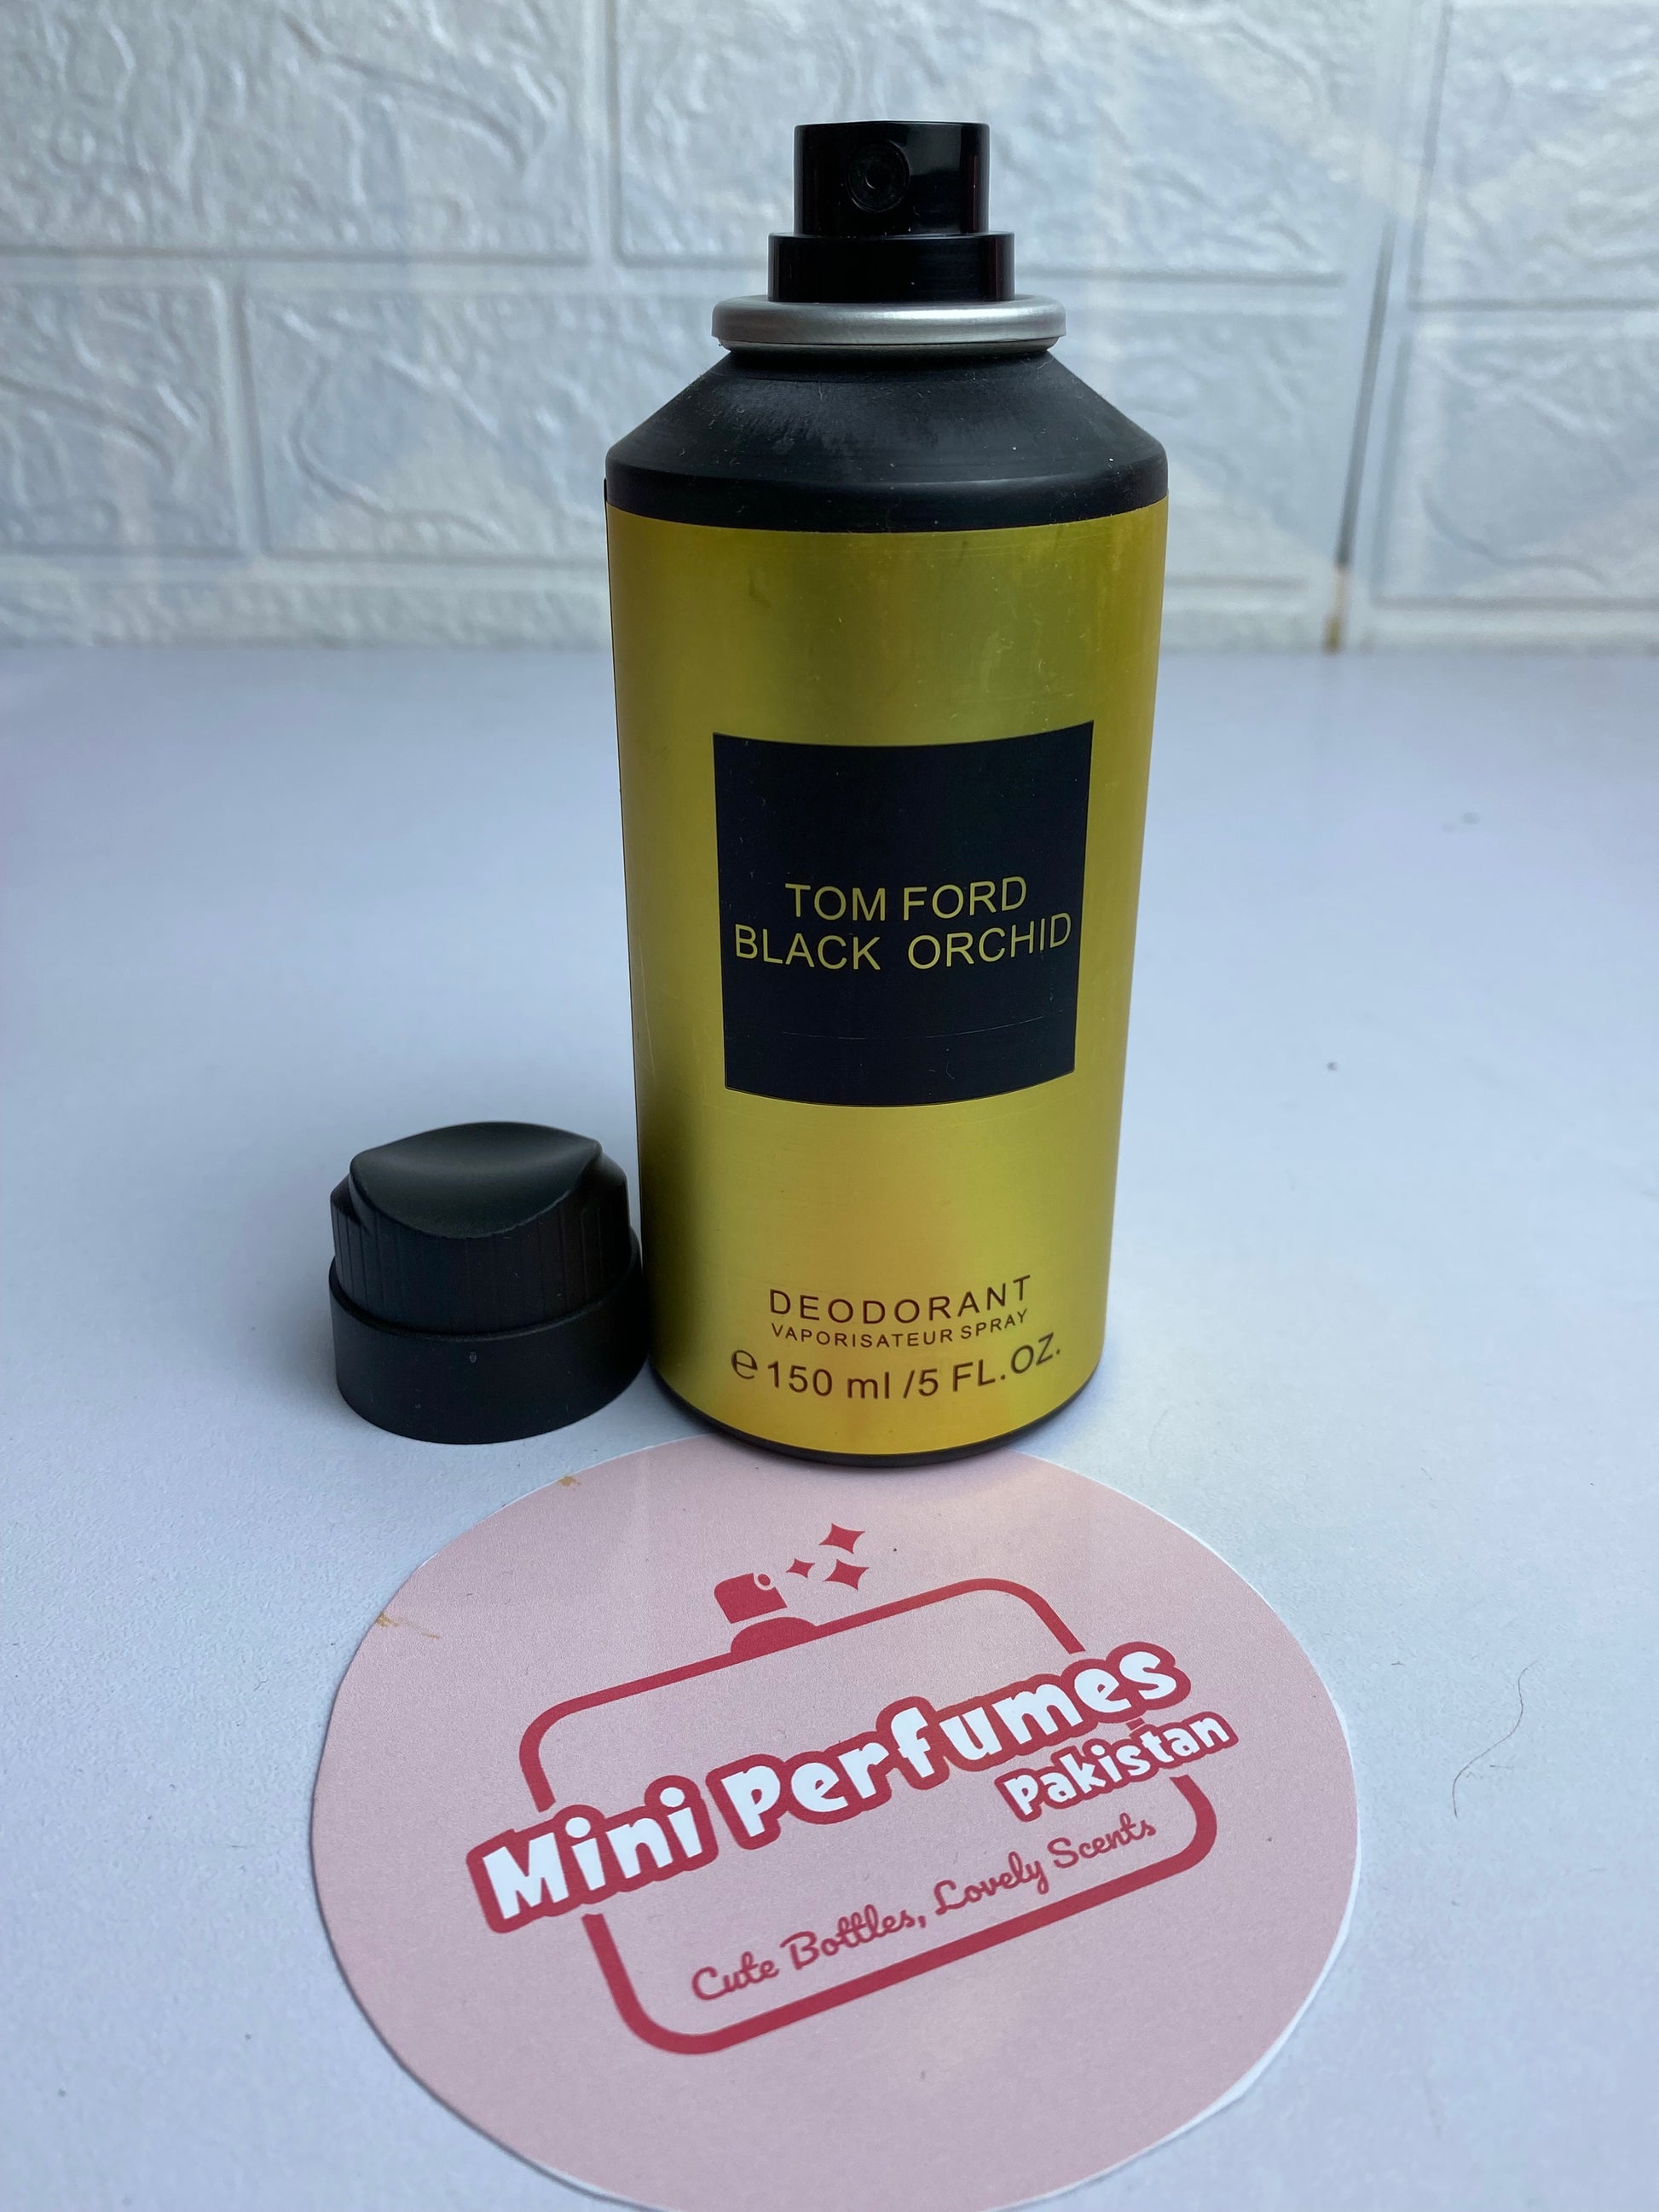 TOM FORD
BLACK ORCHID
DEODORANT
VAPORISATEUR SPRAY
℮ 150 ml /5 FL.OZ.
Mini Perfumes
Pakistan
Cute Bottles, Lovely Scents